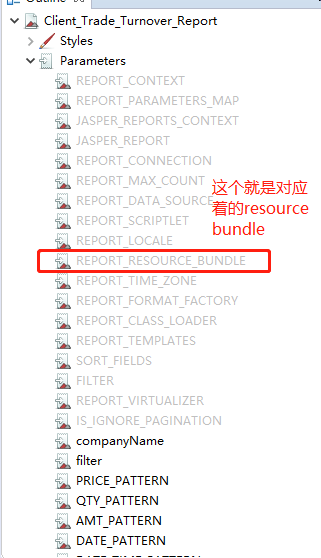 Outline
Client_Trade_Turnover_Report
Styles
Parameters
REPORT_CONTEXT
REPORT_PARAMETERS_MAP
JASPER_REPORTS_CONTEXT
JASPER_REPORT
REPORT_CONNECTION
REPORT_MAX_COUNT
REPORT_DATA_SOURCE
REPORT_SCRIPTLET
REPORT_LOCALE
REPORT_RESOURCE_BUNDLE
REPORT_TIME_ZONE
REPORT_FORMAT_FACTORY
REPORT_CLASS_LOADER
REPORT_TEMPLATES
SORT_FIELDS
FILTER
REPORT_VIRTUALIZER
IS_IGNORE_PAGINATION
companyName
filter
PRICE_PATTERN
QTY_PATTERN
AMT_PATTERN
DATE_PATTERN
DATE_TIME_PATTERN
这个就是对应
着的resource
bundle